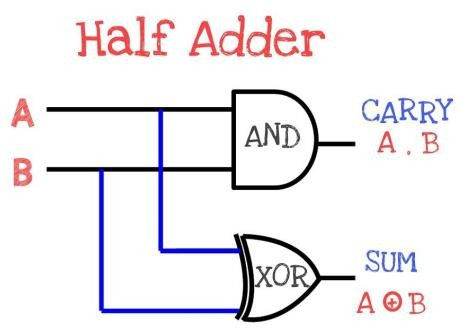 Half Adder
A
B
AND
CARRY
A . B
XOR
SUM
A ⊕ B